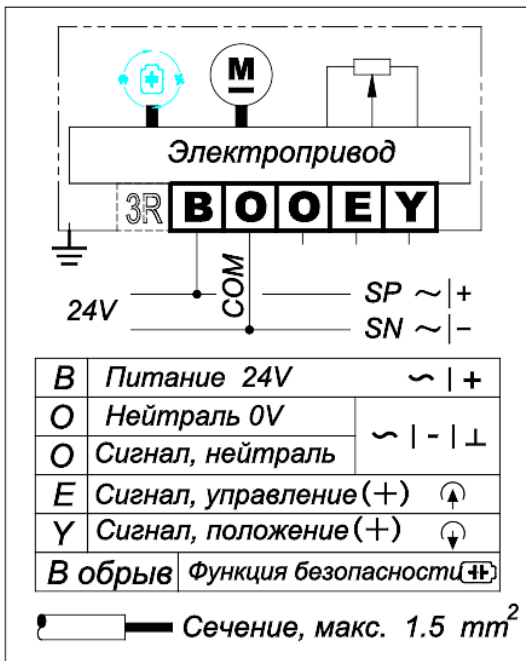 M
Электропривод
3R B O O E Y
24V
COM
SP ~|+
SN ~|−
B Питание 24V ∽ | +
O Нейтраль 0V
∽ | - | ⊥
O Сигнал, нейтраль
E Сигнал, управление (+)
Y Сигнал, положение (+)
В обрыв Функция безопасности
Сечение, макс. 1.5 mm²